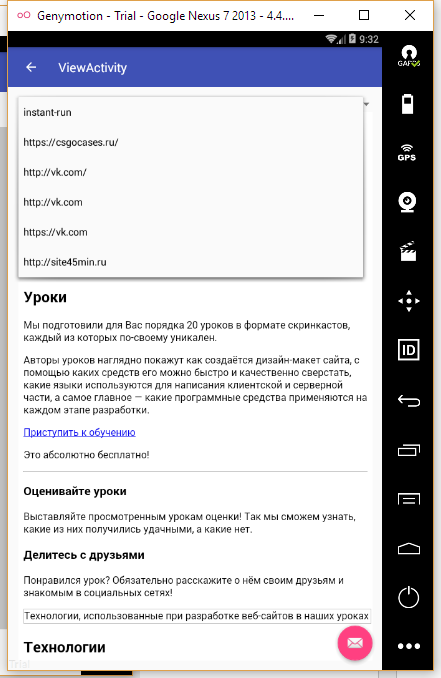 Genymotion - Trial - Google Nexus 7 2013 - 4.4....
9:32
ViewActivity
instant-run
https://csgocases.ru/
http://vk.com/
http://vk.com
https://vk.com
http://site45min.ru
Уроки
Мы подготовили для Вас порядка 20 уроков в формате скринкастов,
каждый из которых по-своему уникален.
Авторы уроков наглядно покажут как создаётся дизайн-макет сайта, с
помощью каких средств его можно быстро и качественно сверстать,
какие языки используются для написания клиентской и серверной
части, а самое главное — какие программные средства применяются на
каждом этапе разработки.
Приступить к обучению
Это абсолютно бесплатно!
Оценивайте уроки
Выставляйте просмотренным урокам оценки! Так мы сможем узнать,
какие из них получились удачными, а какие нет.
Делитесь с друзьями
Понравился урок? Обязательно расскажите о нём своим друзьям и
знакомым в социальных сетях!
Технологии, использованные при разработке веб-сайтов в наших уроках
Технологии
Trial
GAPPS
GPS
ID